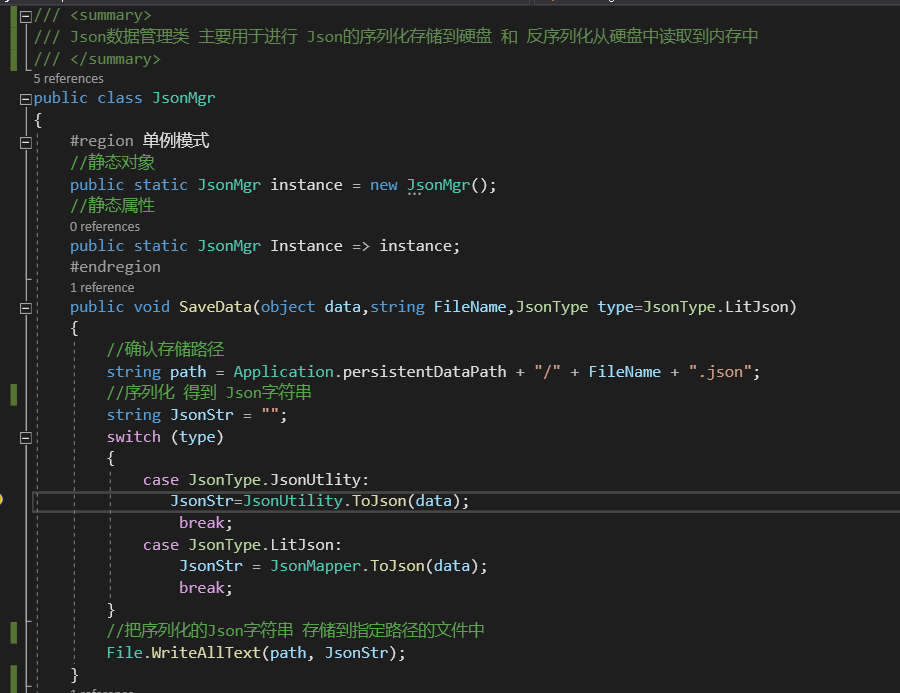 /// <summary>
/// Json数据管理类 主要用于进行 Json的序列化存储到硬盘 和 反序列化从硬盘中读取到内存中
/// </summary>
5 references
public class JsonMgr
{
#region 单例模式
//静态对象
public static JsonMgr instance = new JsonMgr();
//静态属性
0 references
public static JsonMgr Instance => instance;
#endregion
1 reference
public void SaveData(object data,string FileName,JsonType type=JsonType.LitJson)
{
//确认存储路径
string path = Application.persistentDataPath + "/" + FileName + ".json";
//序列化 得到 Json字符串
string JsonStr = "";
switch (type)
{
case JsonType.JsonUtlity:
JsonStr=JsonUtility.ToJson(data);
break;
case JsonType.LitJson:
JsonStr = JsonMapper.ToJson(data);
break;
}
//把序列化的Json字符串 存储到指定路径的文件中
File.WriteAllText(path, JsonStr);
}